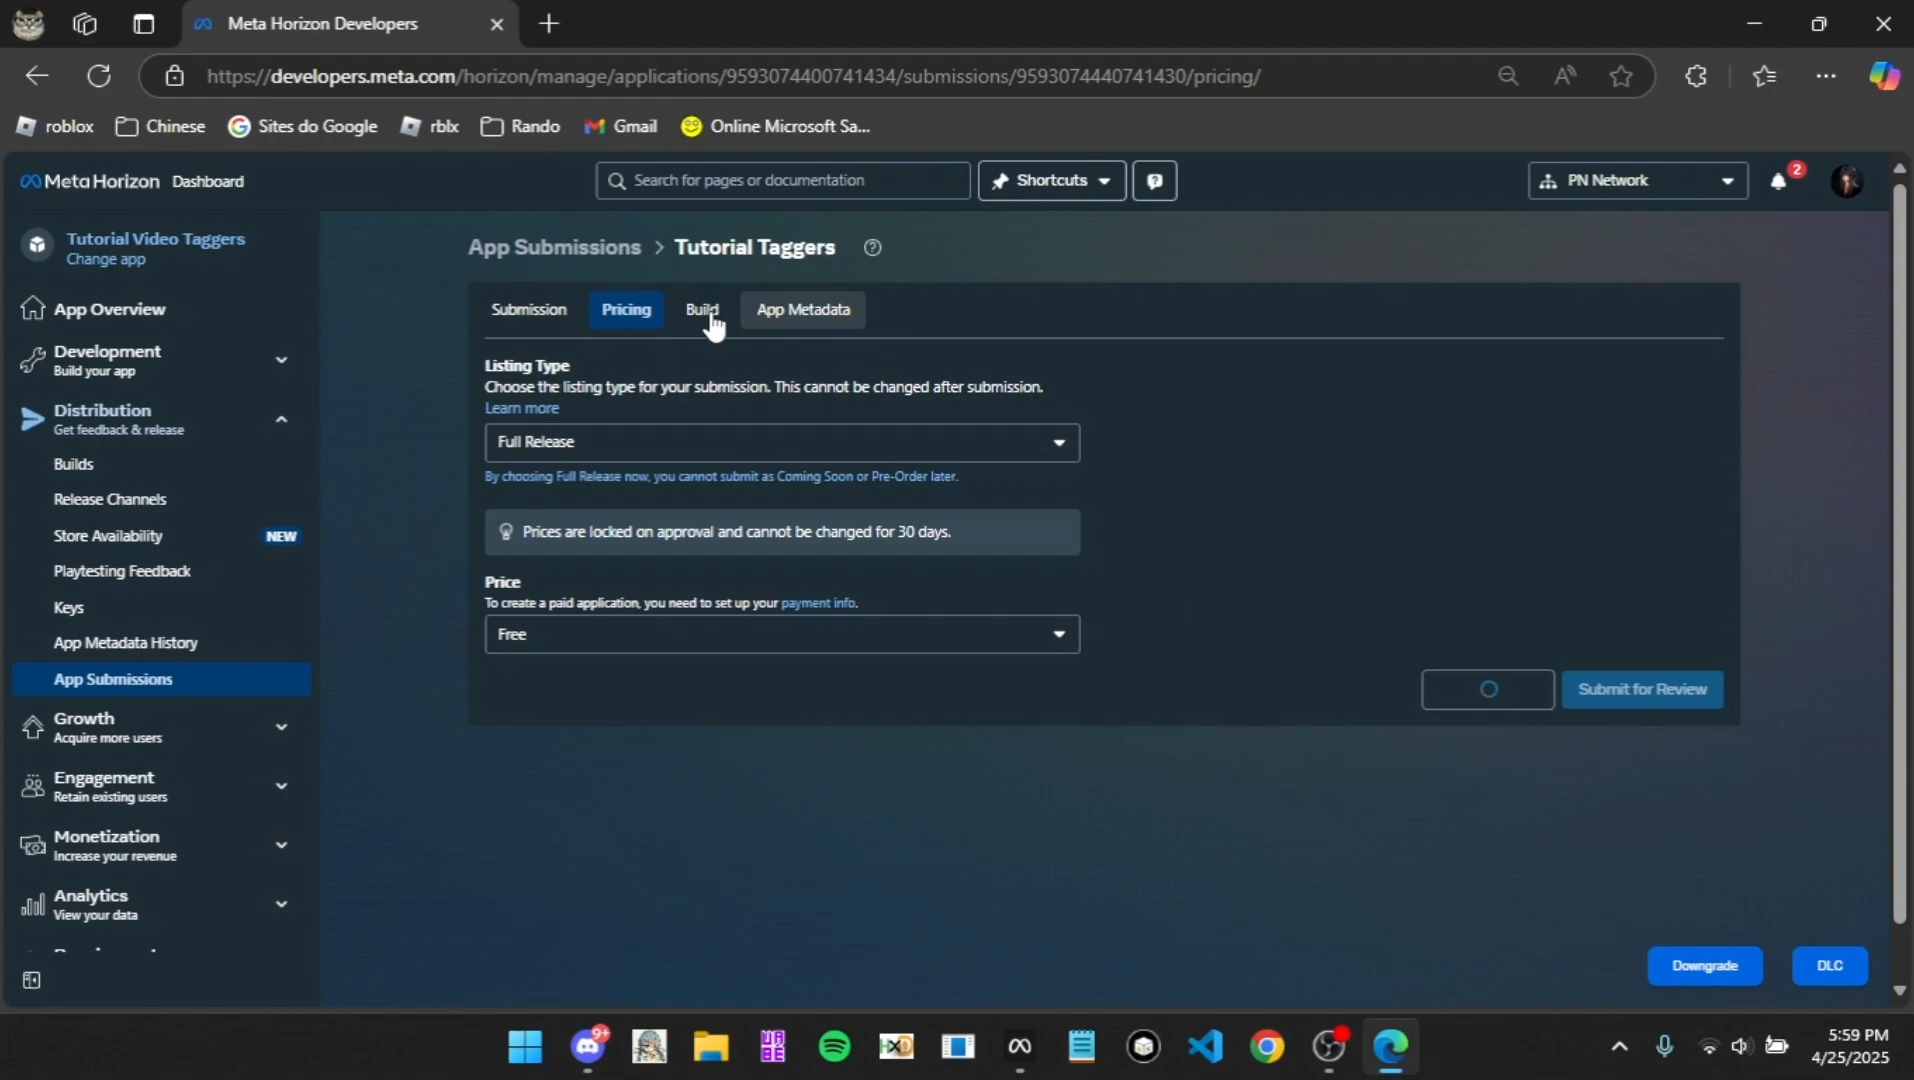 Meta Horizon Developers
https://developers.meta.com/horizon/manage/applications/9593074400741434/submissions/9593074440741430/pricing/
roblox
Chinese
Sites do Google
rblx
Rando
Gmail
Online Microsoft Sa...
Meta Horizon Dashboard
Search for pages or documentation
Shortcuts
PN Network
2
Tutorial Video Taggers
Change app
App Submissions > Tutorial Taggers
App Overview
Submission
Pricing
Build
App Metadata
Development
Build your app
Listing Type
Choose the listing type for your submission. This cannot be changed after submission.
Learn more
Distribution
Get feedback & release
Full Release
Builds
By choosing Full Release now, you cannot submit as Coming Soon or Pre-Order later.
Release Channels
Store Availability NEW
Prices are locked on approval and cannot be changed for 30 days.
Playtesting Feedback
Price
To create a paid application, you need to set up your payment info.
Keys
Free
App Metadata History
App Submissions
Submit for Review
Growth
Acquire more users
Engagement
Retain existing users
Monetization
Increase your revenue
Analytics
View your data
Downgrade
DLC
9+
UABE
HXD
5:59 PM
4/25/2025